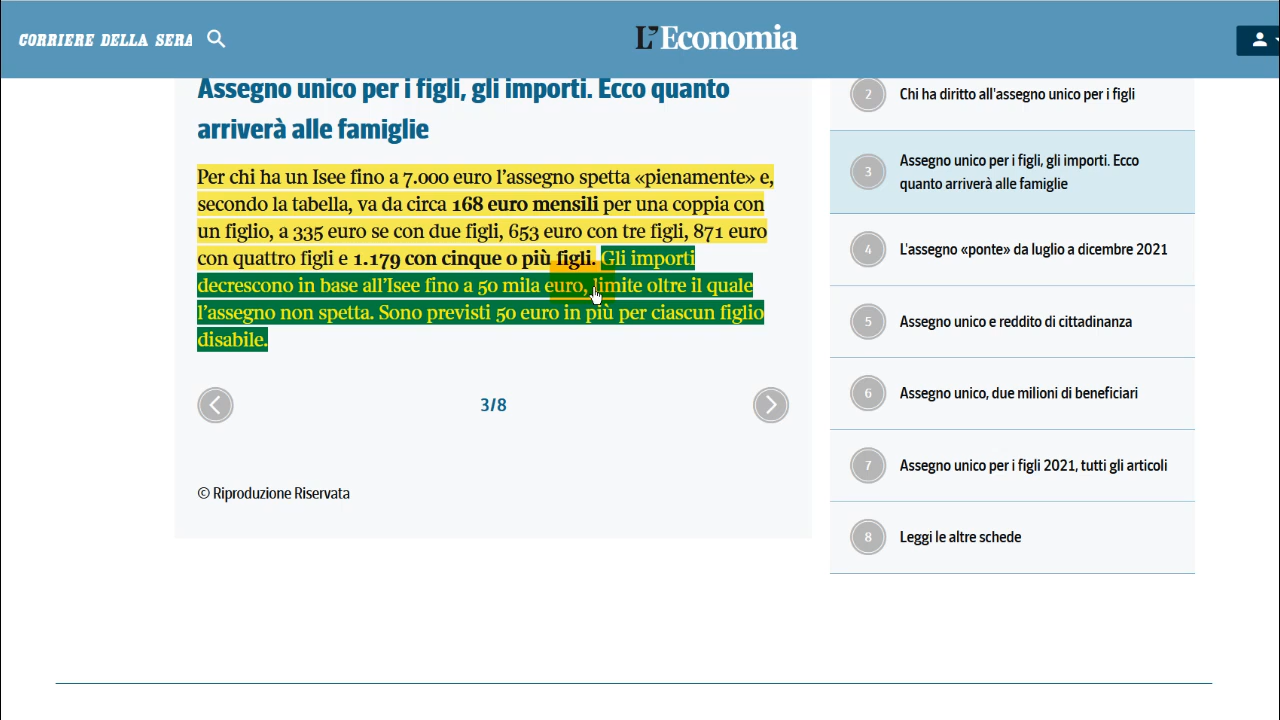 CORRIERE DELLA SERA
L'Economia
Assegno unico per i figli, gli importi. Ecco quanto
arriverà alle famiglie
Per chi ha un Isee fino a 7.000 euro l’assegno spetta «pienamente» e,
secondo la tabella, va da circa 168 euro mensili per una coppia con
un figlio, a 335 euro se con due figli, 653 euro con tre figli, 871 euro
con quattro figli e 1.179 con cinque o più figli. Gli importi
decrescono in base all’Isee fino a 50 mila euro, limite oltre il quale
l’assegno non spetta. Sono previsti 50 euro in più per ciascun figlio
disabile.
3/8
© Riproduzione Riservata
2 Chi ha diritto all'assegno unico per i figli
3 Assegno unico per i figli, gli importi. Ecco
quanto arriverà alle famiglie
4 L'assegno «ponte» da luglio a dicembre 2021
5 Assegno unico e reddito di cittadinanza
6 Assegno unico, due milioni di beneficiari
7 Assegno unico per i figli 2021, tutti gli articoli
8 Leggi le altre schede